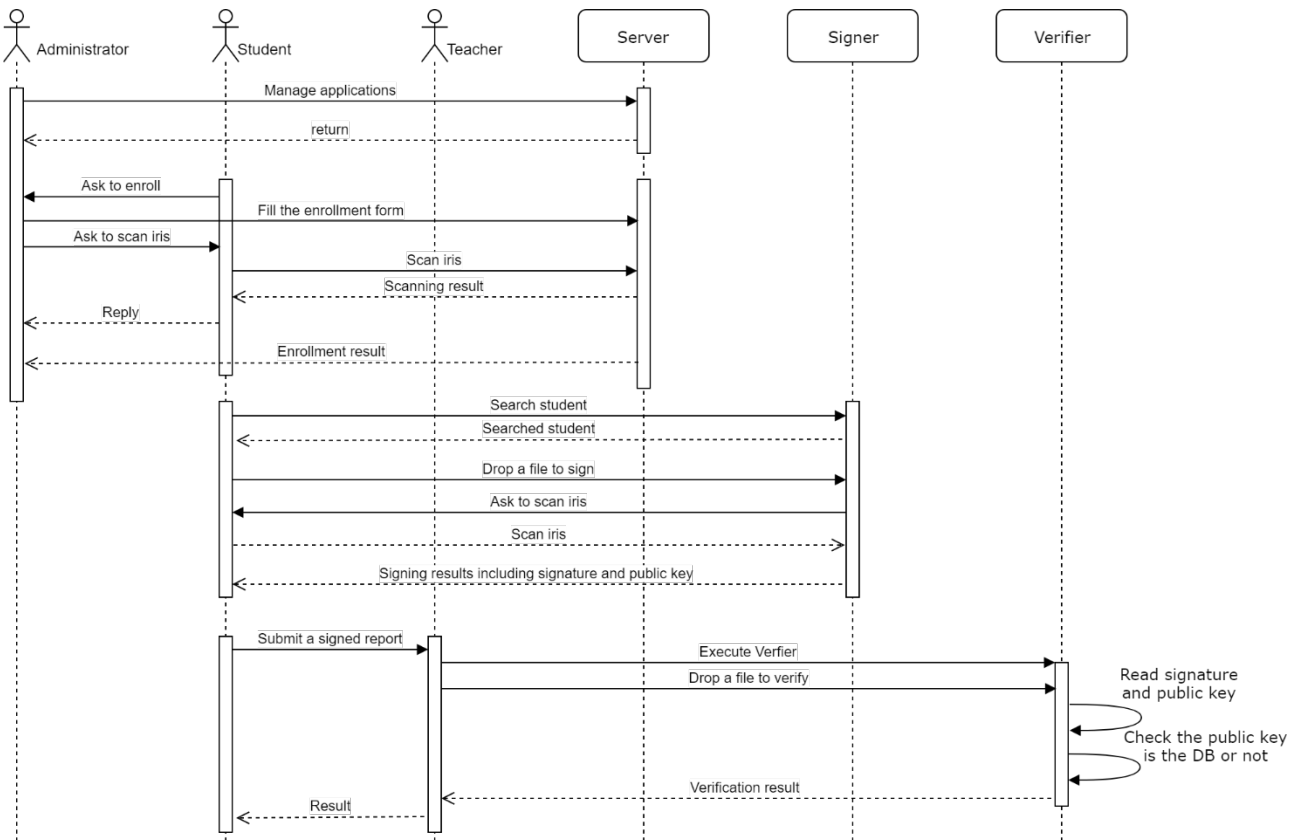 Administrator
Student
Teacher
Server
Signer
Verifier
Manage applications
return
Ask to enroll
Fill the enrollment form
Ask to scan iris
Scan iris
Scanning result
Reply
Enrollment result
Search student
Searched student
Drop a file to sign
Ask to scan iris
Scan iris
Signing results including signature and public key
Submit a signed report
Execute Verfier
Drop a file to verify
Read signature
and public key
Check the public key
is the DB or not
Verification result
Result